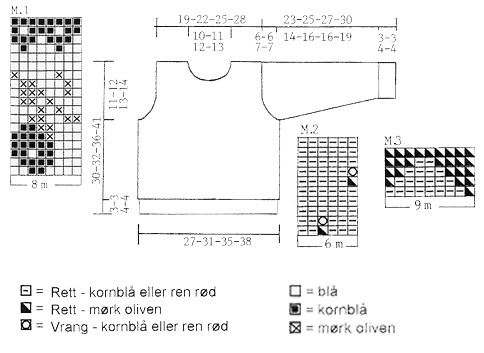 M.1
19-22-25-28
23-25-27-30
10-11
12-13
6-6
7-7
14-16-16-19
3-3
4-4
11-12
13-14
30-32-36-41
3-3
4-4
8 m
27-31-35-38
M.2
6 m
M.3
9 m
= Rett - kornblå eller ren rød
= Rett - mørk oliven
= Vrang - kornblå eller ren rød
= blå
= kornblå
= mørk oliven